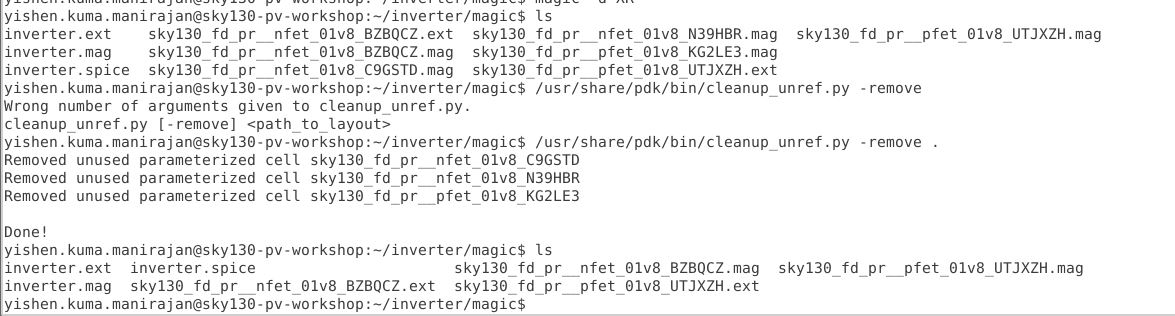 yishen.kuma.manirajan@sky130-pv-workshop:~/inverter/magic$ magic -d XR
yishen.kuma.manirajan@sky130-pv-workshop:~/inverter/magic$ ls
inverter.ext    sky130_fd_pr__nfet_01v8_BZBQCZ.ext  sky130_fd_pr__nfet_01v8_N39HBR.mag  sky130_fd_pr__pfet_01v8_UTJXZH.mag
inverter.mag    sky130_fd_pr__nfet_01v8_BZBQCZ.mag  sky130_fd_pr__pfet_01v8_KG2LE3.mag
inverter.spice  sky130_fd_pr__nfet_01v8_C9GSTD.mag  sky130_fd_pr__pfet_01v8_UTJXZH.ext
yishen.kuma.manirajan@sky130-pv-workshop:~/inverter/magic$ /usr/share/pdk/bin/cleanup_unref.py -remove
Wrong number of arguments given to cleanup_unref.py.
cleanup_unref.py [-remove] <path_to_layout>
yishen.kuma.manirajan@sky130-pv-workshop:~/inverter/magic$ /usr/share/pdk/bin/cleanup_unref.py -remove .
Removed unused parameterized cell sky130_fd_pr__nfet_01v8_C9GSTD
Removed unused parameterized cell sky130_fd_pr__nfet_01v8_N39HBR
Removed unused parameterized cell sky130_fd_pr__pfet_01v8_KG2LE3
Done!
yishen.kuma.manirajan@sky130-pv-workshop:~/inverter/magic$ ls
inverter.ext  inverter.spice                      sky130_fd_pr__nfet_01v8_BZBQCZ.mag  sky130_fd_pr__pfet_01v8_UTJXZH.mag
inverter.mag  sky130_fd_pr__nfet_01v8_BZBQCZ.ext  sky130_fd_pr__pfet_01v8_UTJXZH.ext
yishen.kuma.manirajan@sky130-pv-workshop:~/inverter/magic$